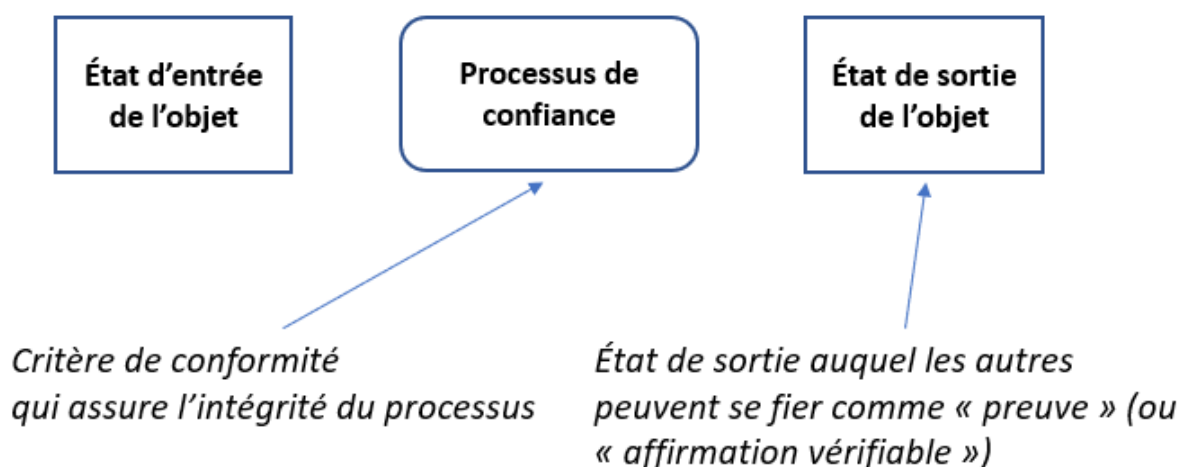 État d’entrée
de l’objet
Processus de
confiance
État de sortie
de l’objet
Critère de conformité
qui assure l’intégrité du processus
État de sortie auquel les autres
peuvent se fier comme « preuve » (ou
« affirmation vérifiable »)